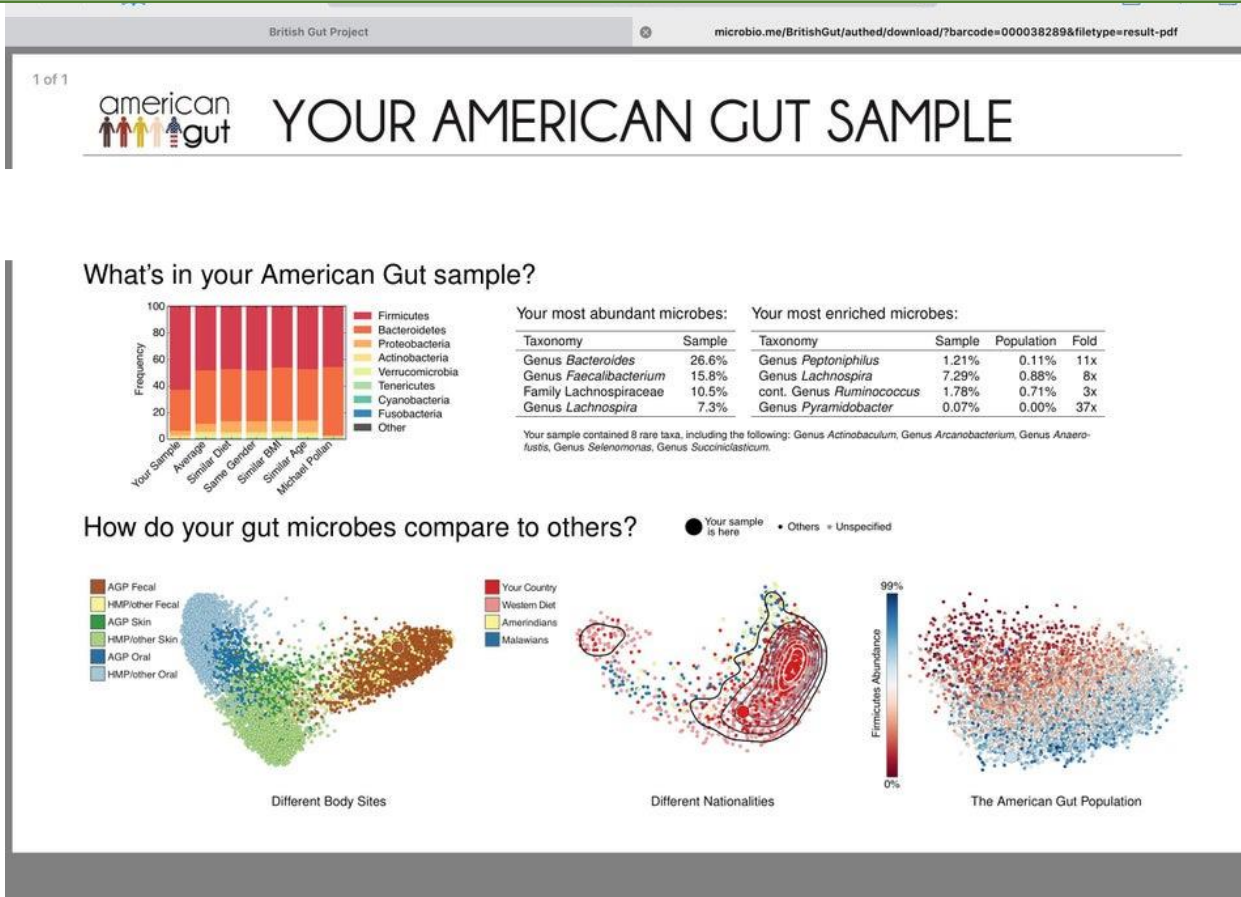 British Gut Project
microbio.me/BritishGut/authed/download/?barcode=000038289&filetype=result-pdf
1 of 1
american
gut
YOUR AMERICAN GUT SAMPLE
What's in your American Gut sample?
100
80
60
40
20
0
Frequency
Your Sample
Average
Similar Diet
Same Gender
Similar BMI
Similar Age
Michael Pollan
Firmicutes
Bacteroidetes
Proteobacteria
Actinobacteria
Verrucomicrobia
Tenericutes
Cyanobacteria
Fusobacteria
Other
Your most abundant microbes:
Taxonomy Sample
Genus Bacteroides 26.6%
Genus Faecalibacterium 15.8%
Family Lachnospiraceae 10.5%
Genus Lachnospira 7.3%
Your most enriched microbes:
Taxonomy Sample Population Fold
Genus Peptoniphilus 1.21% 0.11% 11x
Genus Lachnospira 7.29% 0.88% 8x
cont. Genus Ruminococcus 1.78% 0.71% 3x
Genus Pyramidobacter 0.07% 0.00% 37x
Your sample contained 8 rare taxa, including the following: Genus Actinobaculum, Genus Arcanobacterium, Genus Anaero-
fustis, Genus Selenomonas, Genus Succiniclasticum.
How do your gut microbes compare to others?
Your sample
is here
Others
Unspecified
AGP Fecal
HMP/other Fecal
AGP Skin
HMP/other Skin
AGP Oral
HMP/other Oral
Different Body Sites
Your Country
Western Diet
Amerindians
Malawians
Different Nationalities
99%
Firmicutes Abundance
0%
The American Gut Population